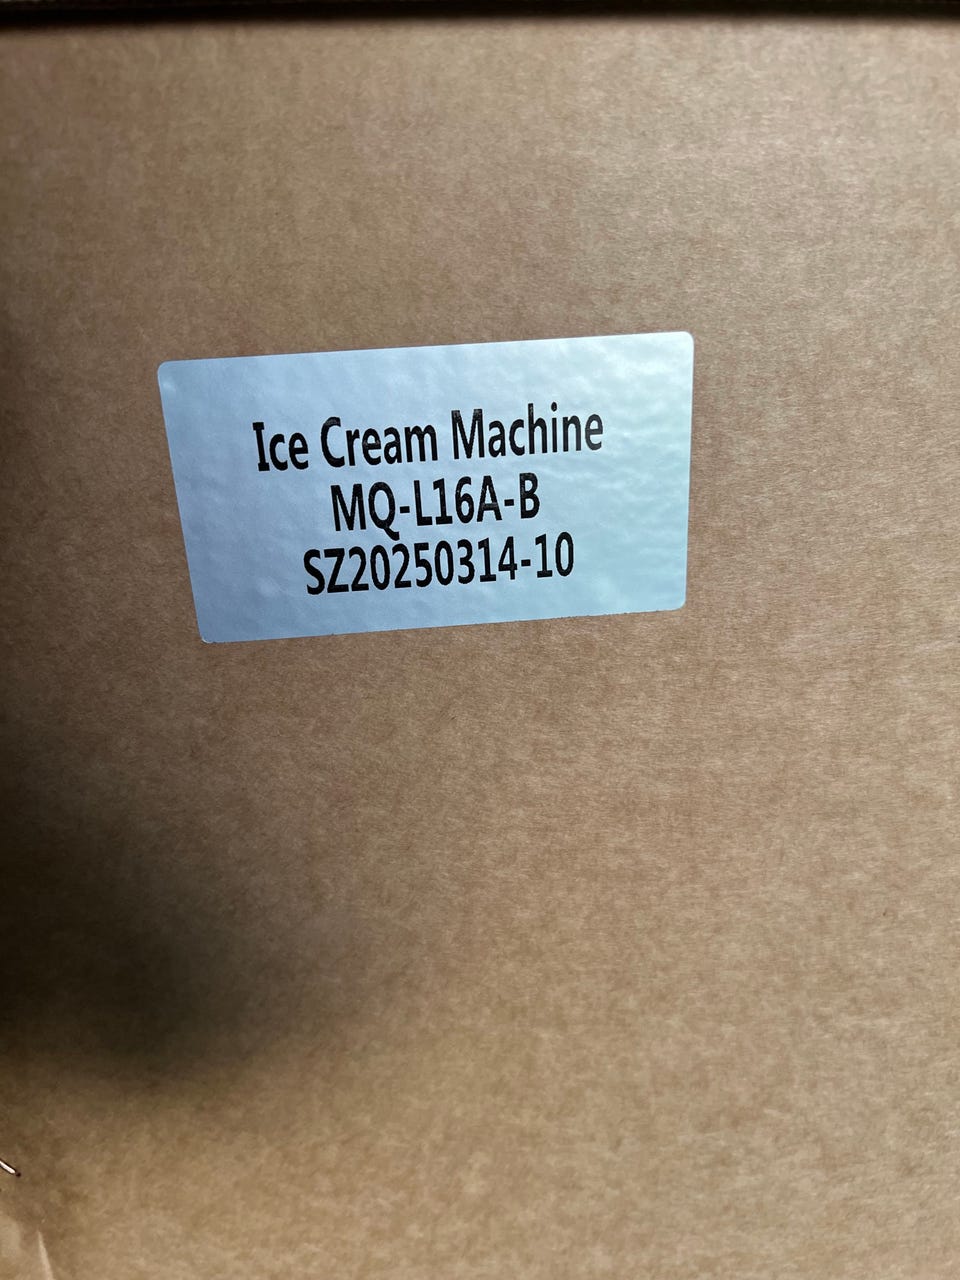 Ice Cream Machine
MQ-L16A-B
SZ20250314-10